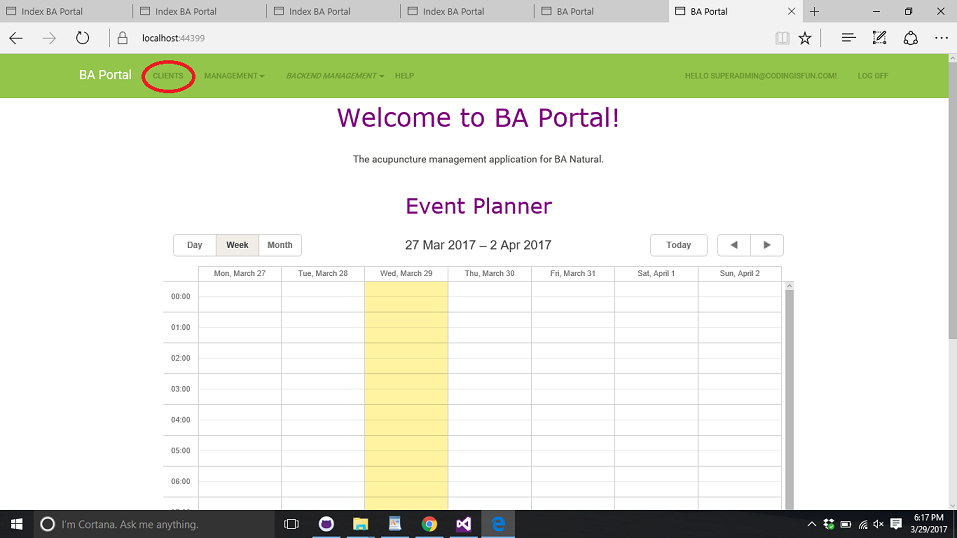 Index BA Portal Index BA Portal Index BA Portal Index BA Portal BA Portal BA Portal
localhost:44399
BA Portal CLIENTS MANAGEMENT BACKEND MANAGEMENT HELP HELLO SUPERADMIN@CODINGISFUN.COM! LOG OFF
Welcome to BA Portal!
The acupuncture management application for BA Natural.
Event Planner
Day Week Month 27 Mar 2017 – 2 Apr 2017 Today
Mon, March 27 Tue, March 28 Wed, March 29 Thu, March 30 Fri, March 31 Sat, April 1 Sun, April 2
00:00
01:00
02:00
03:00
04:00
05:00
06:00
I'm Cortana. Ask me anything.
6:17 PM
3/29/2017